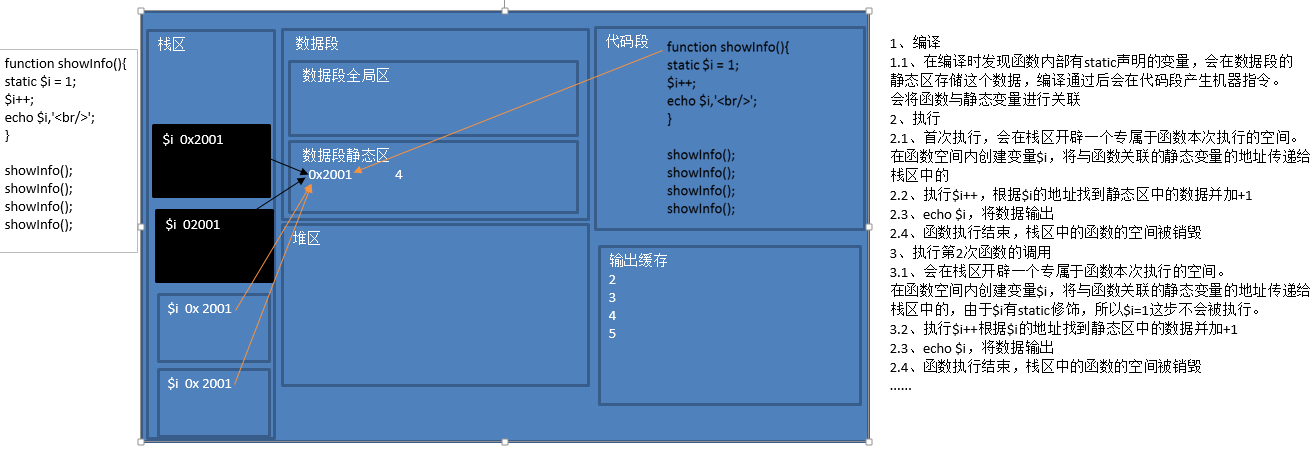 function showInfo(){
static $i = 1;
$i++;
echo $i,'<br/>';
}
showInfo();
showInfo();
showInfo();
showInfo();
栈区
$i 0x2001
$i 02001
$i 0x 2001
$i 0x 2001
数据段
数据段全局区
数据段静态区
0x2001 4
堆区
代码段
function showInfo(){
static $i = 1;
$i++;
echo $i,'<br/>';
}
showInfo();
showInfo();
showInfo();
showInfo();
输出缓存
2
3
4
5
1、编译
1.1、在编译时发现函数内部有static声明的变量，会在数据段的
静态区存储这个数据，编译通过后会在代码段产生机器指令。
会将函数与静态变量进行关联
2、执行
2.1、首次执行，会在栈区开辟一个专属于函数本次执行的空间。
在函数空间内创建变量$i，将与函数关联的静态变量的地址传递给
栈区中的
2.2、执行$i++，根据$i的地址找到静态区中的数据并加+1
2.3、echo $i，将数据输出
2.4、函数执行结束，栈区中的函数的空间被销毁
3、执行第2次函数的调用
3.1、会在栈区开辟一个专属于函数本次执行的空间。
在函数空间内创建变量$i，将与函数关联的静态变量的地址传递给
栈区中的，由于$i有static修饰，所以$i=1这步不会被执行。
3.2、执行$i++根据$i的地址找到静态区中的数据并加+1
2.3、echo $i，将数据输出
2.4、函数执行结束，栈区中的函数的空间被销毁
......